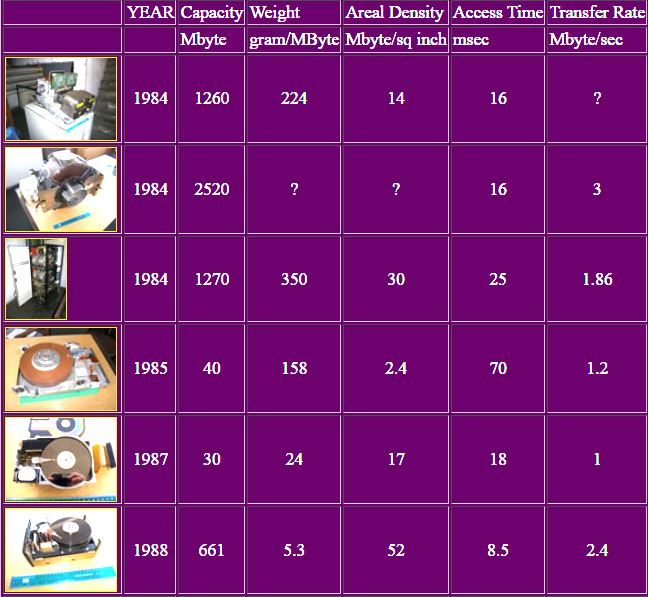 YEAR Capacity Weight Areal Density Access Time Transfer Rate
Mbyte gram/MByte Mbyte/sq inch msec Mbyte/sec
1984 1260 224 14 16 ?
1984 2520 ? ? 16 3
1984 1270 350 30 25 1.86
1985 40 158 2.4 70 1.2
1987 30 24 17 18 1
1988 661 5.3 52 8.5 2.4